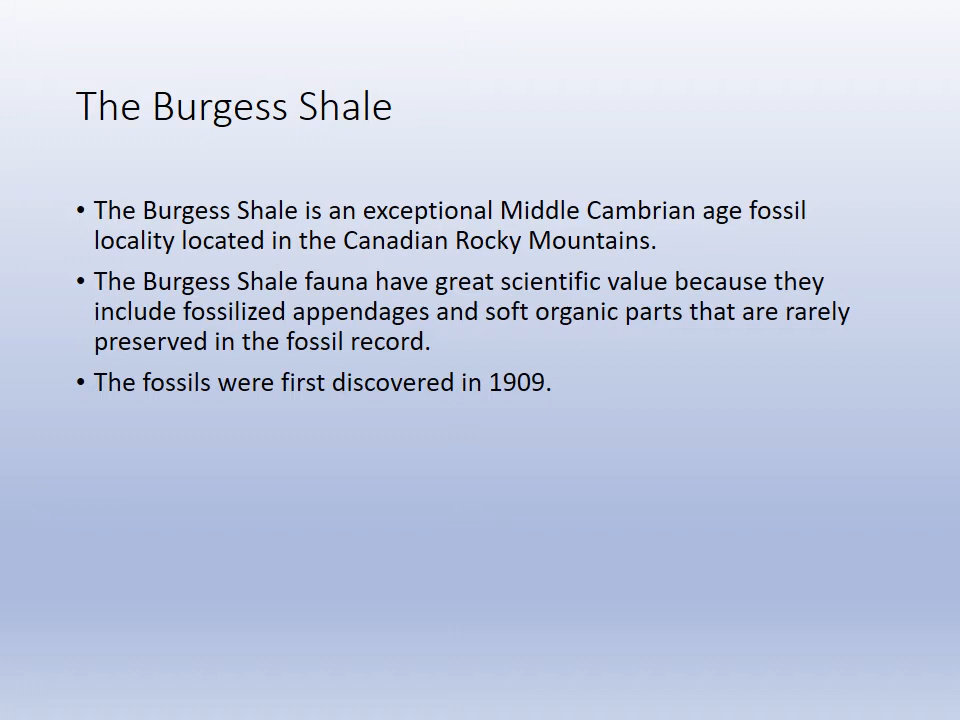 The Burgess Shale
• The Burgess Shale is an exceptional Middle Cambrian age fossil
locality located in the Canadian Rocky Mountains.
• The Burgess Shale fauna have great scientific value because they
include fossilized appendages and soft organic parts that are rarely
preserved in the fossil record.
• The fossils were first discovered in 1909.